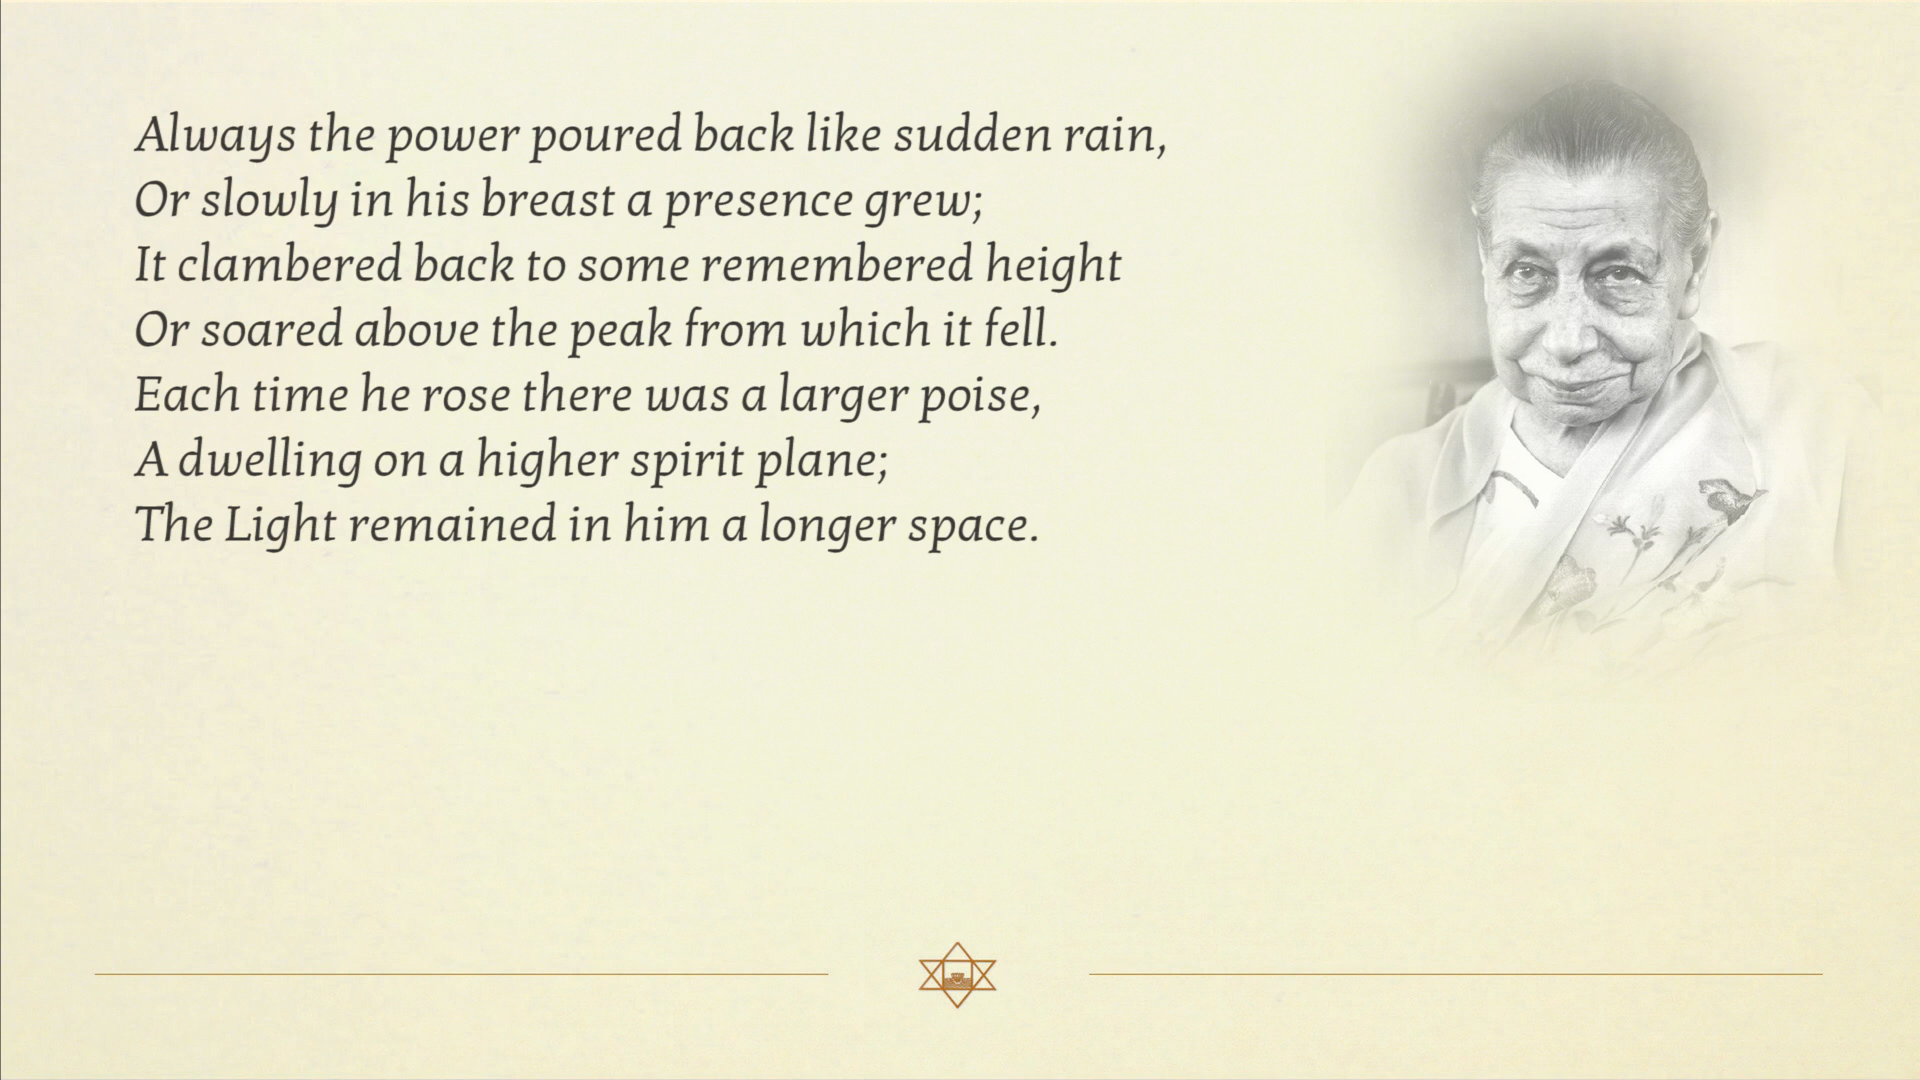 Always the power poured back like sudden rain,
Or slowly in his breast a presence grew;
It clambered back to some remembered height
Or soared above the peak from which it fell.
Each time he rose there was a larger poise,
A dwelling on a higher spirit plane;
The Light remained in him a longer space.